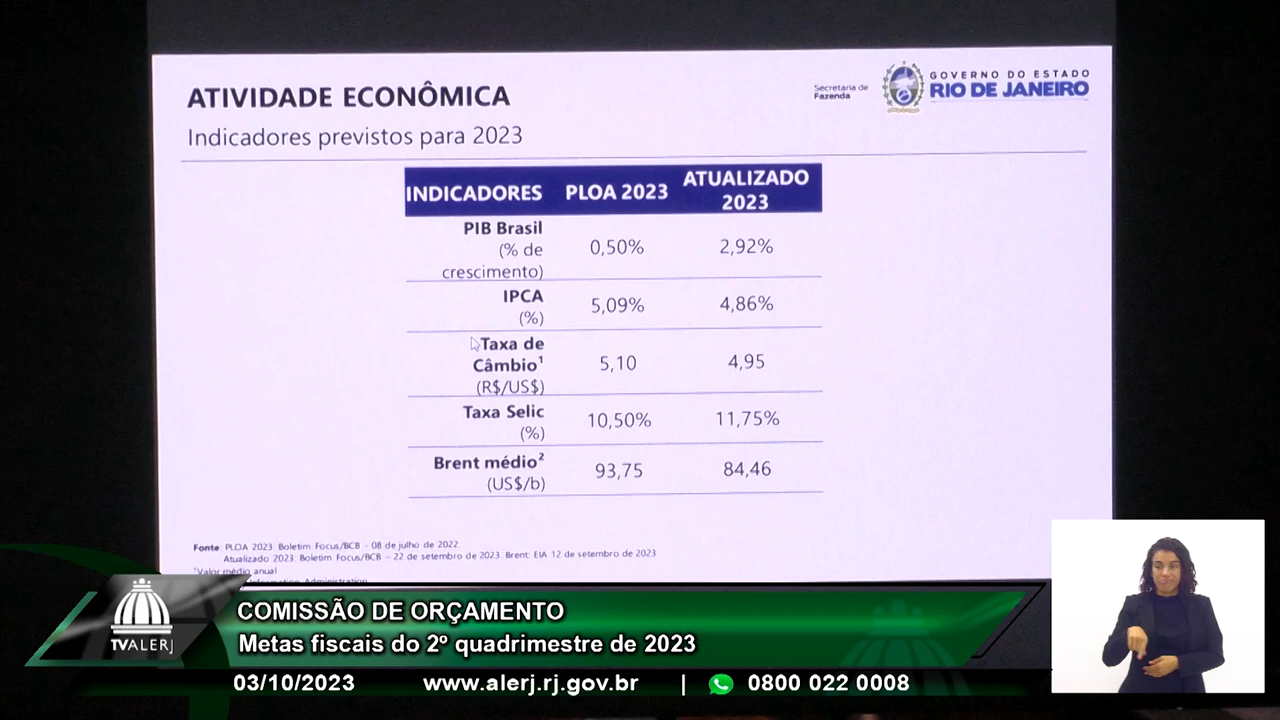 ATIVIDADE ECONÔMICA
Indicadores previstos para 2023
Secretaria de
Fazenda
GOVERNO DO ESTADO
RIO DE JANEIRO
INDICADORES PLOA 2023 ATUALIZADO 2023
PIB Brasil
(% de
crescimento)
0,50% 2,92%
IPCA
(%)
5,09% 4,86%
Taxa de
Câmbio¹
(R$/US$)
5,10 4,95
Taxa Selic
(%)
10,50% 11,75%
Brent médio²
(US$/b)
93,75 84,46
Fonte: PLOA 2023: Boletim Focus/BCB - 08 de julho de 2022.
Atualizado 2023: Boletim Focus/BCB – 22 de setembro de 2023. Brent: EIA 12 de setembro de 2023
¹Valor médio anual
Information Administration
TVALERJ
COMISSÃO DE ORÇAMENTO
Metas fiscais do 2º quadrimestre de 2023
03/10/2023 www.alerj.rj.gov.br | 0800 022 0008